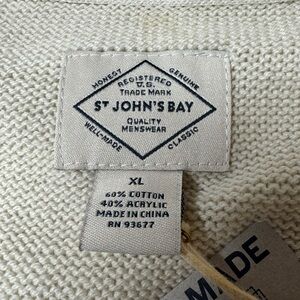 HONEST
GENUINE
REGISTERED
U.S.
TRADE MARK
ST JOHN'S BAY
QUALITY
MENSWEAR
WELL-MADE
CLASSIC
XL
60% COTTON
40% ACRYLIC
MADE IN CHINA
RN 93677
MADE